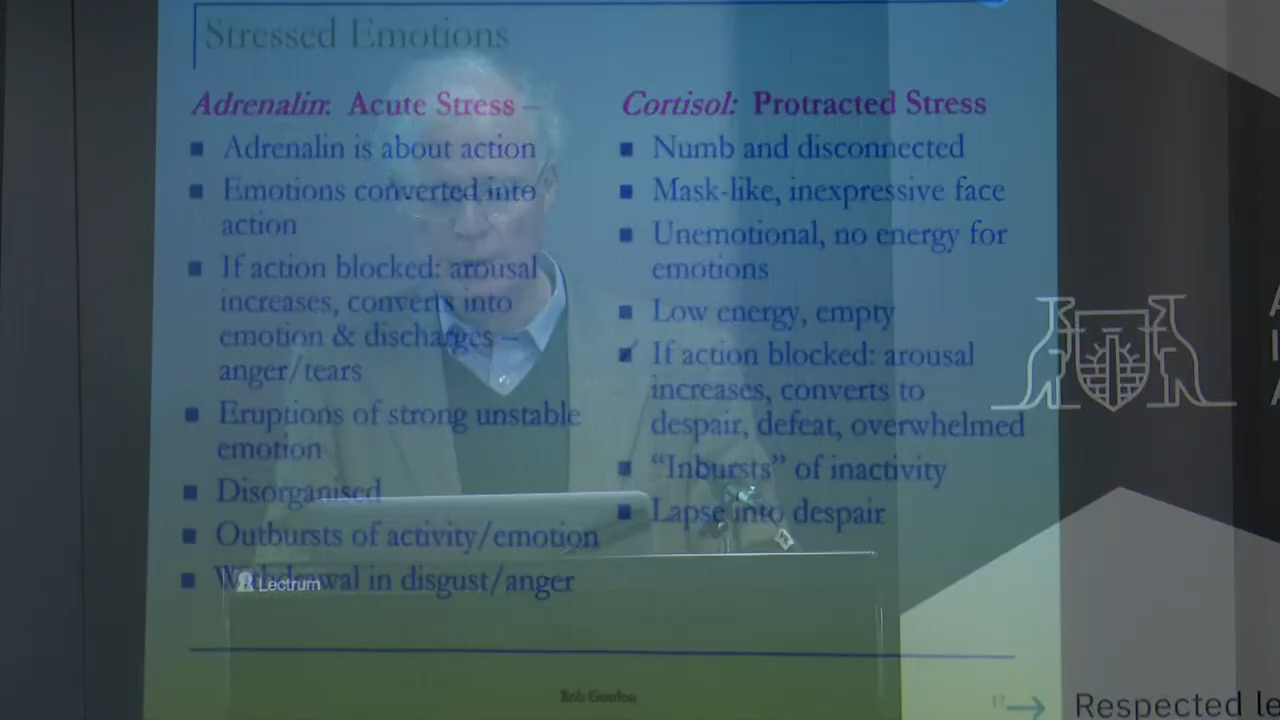 Stressed Emotions
Adrenalin: Acute Stress –
■ Adrenalin is about action
■ Emotions converted into
action
■ If action blocked: arousal
increases, converts into
emotion & discharges –
anger/tears
■ Eruptions of strong unstable
emotion
■ Disorganised
■ Outbursts of activity/emotion
■ Withdrawal in disgust/anger
Cortisol: Protracted Stress
■ Numb and disconnected
■ Mask-like, inexpressive face
■ Unemotional, no energy for
emotions
■ Low energy, empty
■ If action blocked: arousal
increases, converts to
despair, defeat, overwhelmed
■ “Inbursts” of inactivity
■ Lapse into despair
Lectrum
Rob Gordon
17
Respected